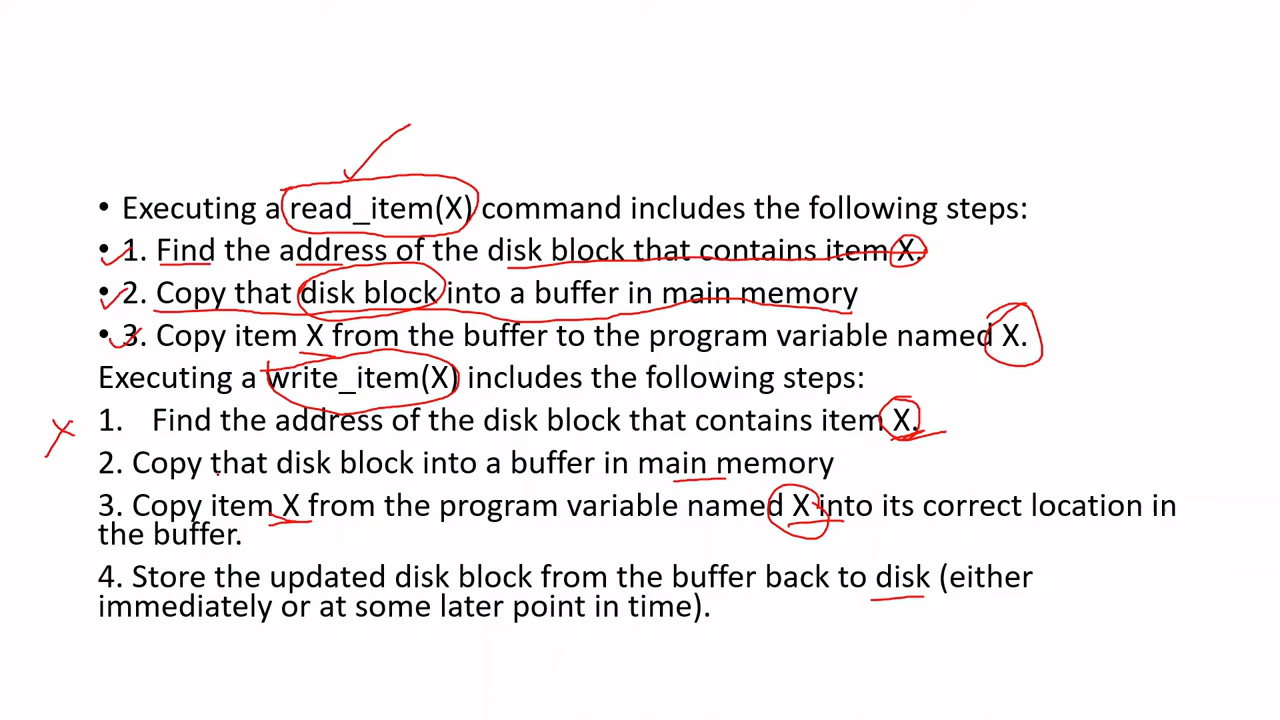 • Executing a read_item(X) command includes the following steps:
• 1. Find the address of the disk block that contains item X.
• 2. Copy that disk block into a buffer in main memory
• 3. Copy item X from the buffer to the program variable named X.
Executing a write_item(X) includes the following steps:
1. Find the address of the disk block that contains item X.
X
2. Copy that disk block into a buffer in main memory
3. Copy item X from the program variable named X into its correct location in
the buffer.
4. Store the updated disk block from the buffer back to disk (either
immediately or at some later point in time).